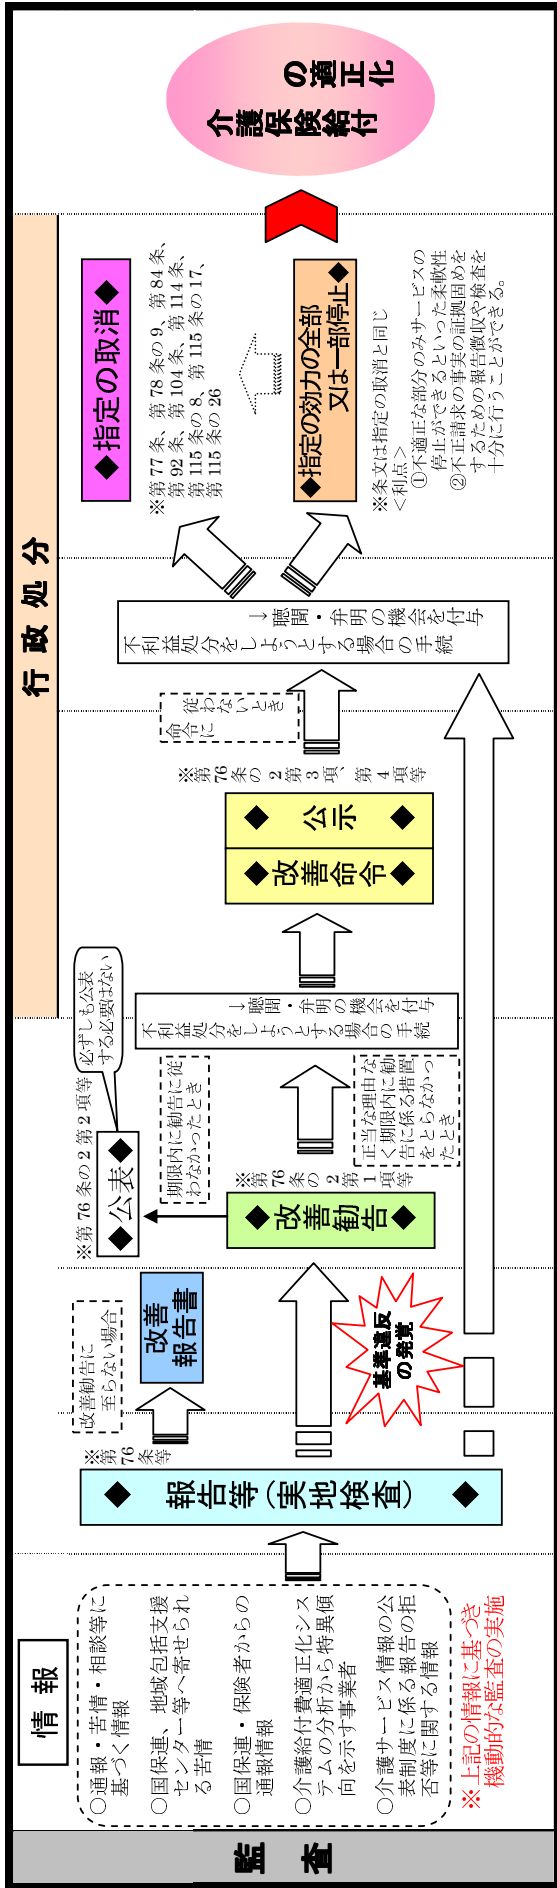 監査
情報
○通報・苦情・相談等に
基づく情報
○国保連、地域包括支援
センター等へ寄せられ
る苦情
○国保連・保険者からの
通報情報
○介護給付費適正化シス
テムの分析から特異傾
向を示す事業者
○介護サービス情報の公
表制度に係る報告の拒
否等に関する情報
※上記の情報に基づき
機動的な監査の実施
※第76条等
◆ 報告等（実地検査） ◆
改善勧告に
至らない場合
改善
報告書
基準違反
の発覚
※第76条の2第2項等
◆公表◆
必ずしも公表
する必要はない
※第76条の2第1項等
◆改善勧告◆
期限内に勧告に従
わなかったとき
正当な理由な
く期限内に勧
告に係る措置
をとらなかっ
たとき
不利益処分をしようとする場合の手続
→聴聞・弁明の機会を付与
行政処分
◆改善命令◆
◆ 公示 ◆
※第76条の2第3項、第4項等
命令に
従わないとき
不利益処分をしようとする場合の手続
→聴聞・弁明の機会を付与
◆指定の取消◆
※第77条、第78条の9、第84条、
第92条、第104条、第114条、
第115条の8、第115条の17、
第115条の26
◆指定の効力の全部
又は一部停止◆
※条文は指定の取消と同じ
＜利点＞
①不適正な部分のみサービスの
停止ができるといった柔軟性
②不正請求の事実の証拠固めを
するための報告徴収や検査を
十分に行うことができる。
介護保険給付
の適正化